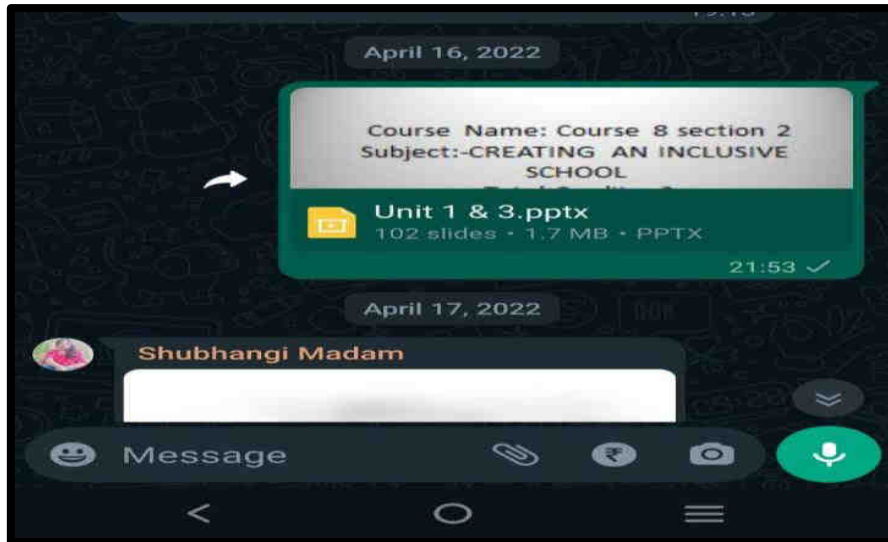 April 16, 2022
Course Name: Course 8 section 2
Subject:-CREATING AN INCLUSIVE
SCHOOL
Unit 1 & 3.pptx
102 slides • 1.7 MB • PPTX
21:53
April 17, 2022
Shubhangi Madam
Message